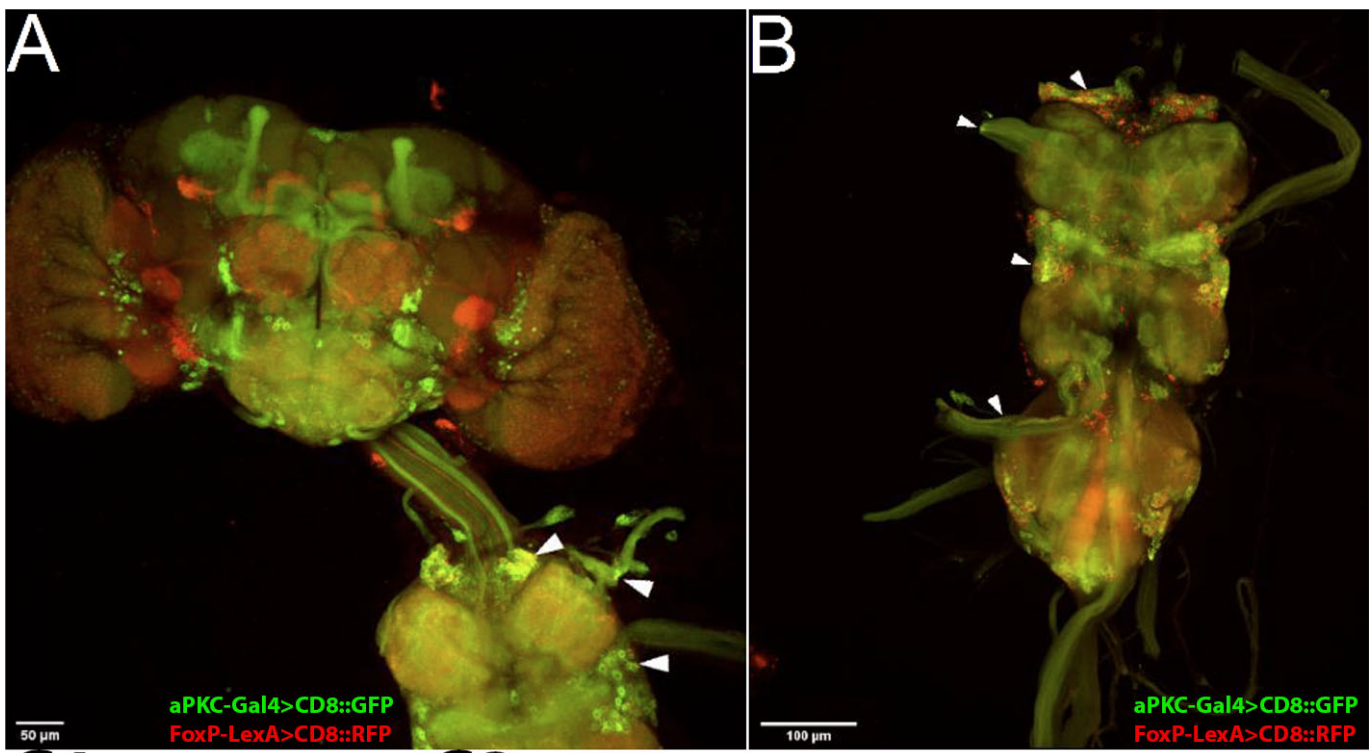 A
B
aPKC-Gal4>CD8::GFP
FoxP-LexA>CD8::RFP
50 µm
aPKC-Gal4>CD8::GFP
FoxP-LexA>CD8::RFP
100 µm